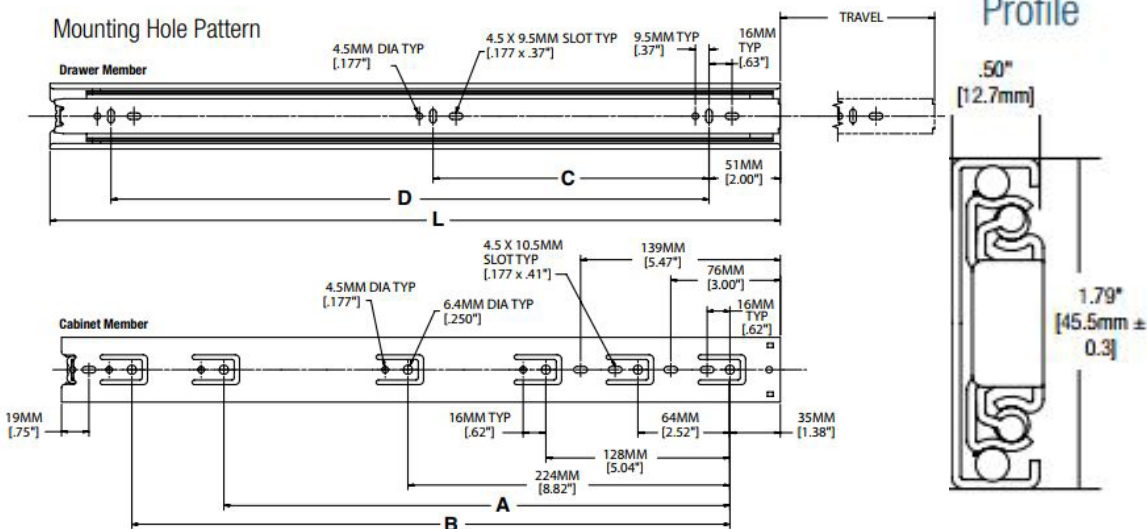 Mounting Hole Pattern
Profile
TRAVEL
Drawer Member
4.5MM DIA TYP
[.177"]
4.5 X 9.5MM SLOT TYP
[.177 x .37"]
9.5MM TYP
[.37"]
16MM
TYP
[.63"]
.50"
[12.7mm]
C
51MM
[2.00"]
D
L
4.5 X 10.5MM
SLOT TYP
[.177 x .41"]
139MM
[5.47"]
76MM
[3.00"]
16MM
TYP
[.62"]
4.5MM DIA TYP
[.177"]
6.4MM DIA TYP
[.250"]
Cabinet Member
1.79"
[45.5mm ±
0.3]
19MM
[.75"]
16MM TYP
[.62"]
64MM
[2.52"]
35MM
[1.38"]
128MM
[5.04"]
224MM
[8.82"]
A
B